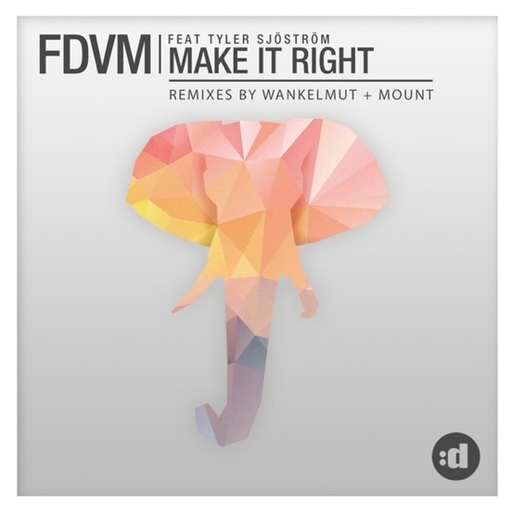 FDVM
FEAT TYLER SJÖSTRÖM
MAKE IT RIGHT
REMIXES BY WANKELMUT + MOUNT
:d